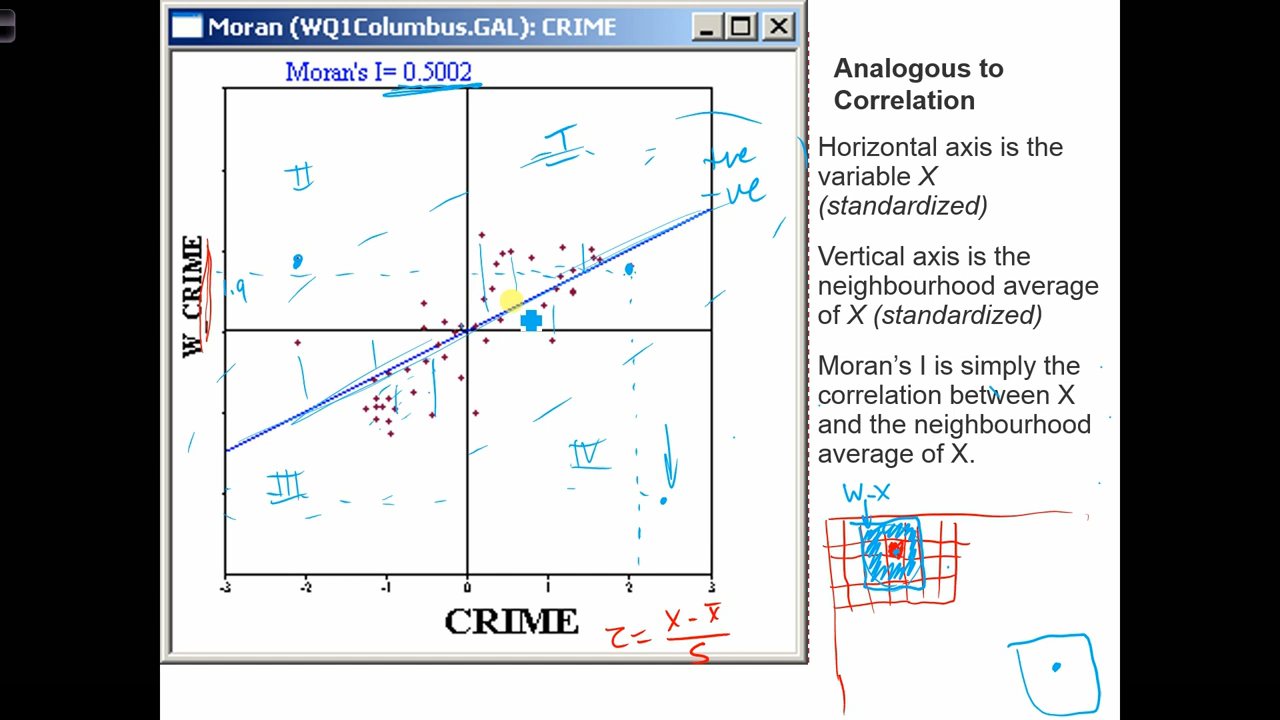 Moran (WQ1Columbus.GAL): CRIME
Moran's I= 0.5002
I
II
+ve
-ve
W_CRIME
III
IV
-3 -2 -1 0 1 2 3
CRIME
X - X̄
S
Analogous to
Correlation
Horizontal axis is the
variable X
(standardized)
Vertical axis is the
neighbourhood average
of X (standardized)
Moran’s I is simply the
correlation between X
and the neighbourhood
average of X.
W-X